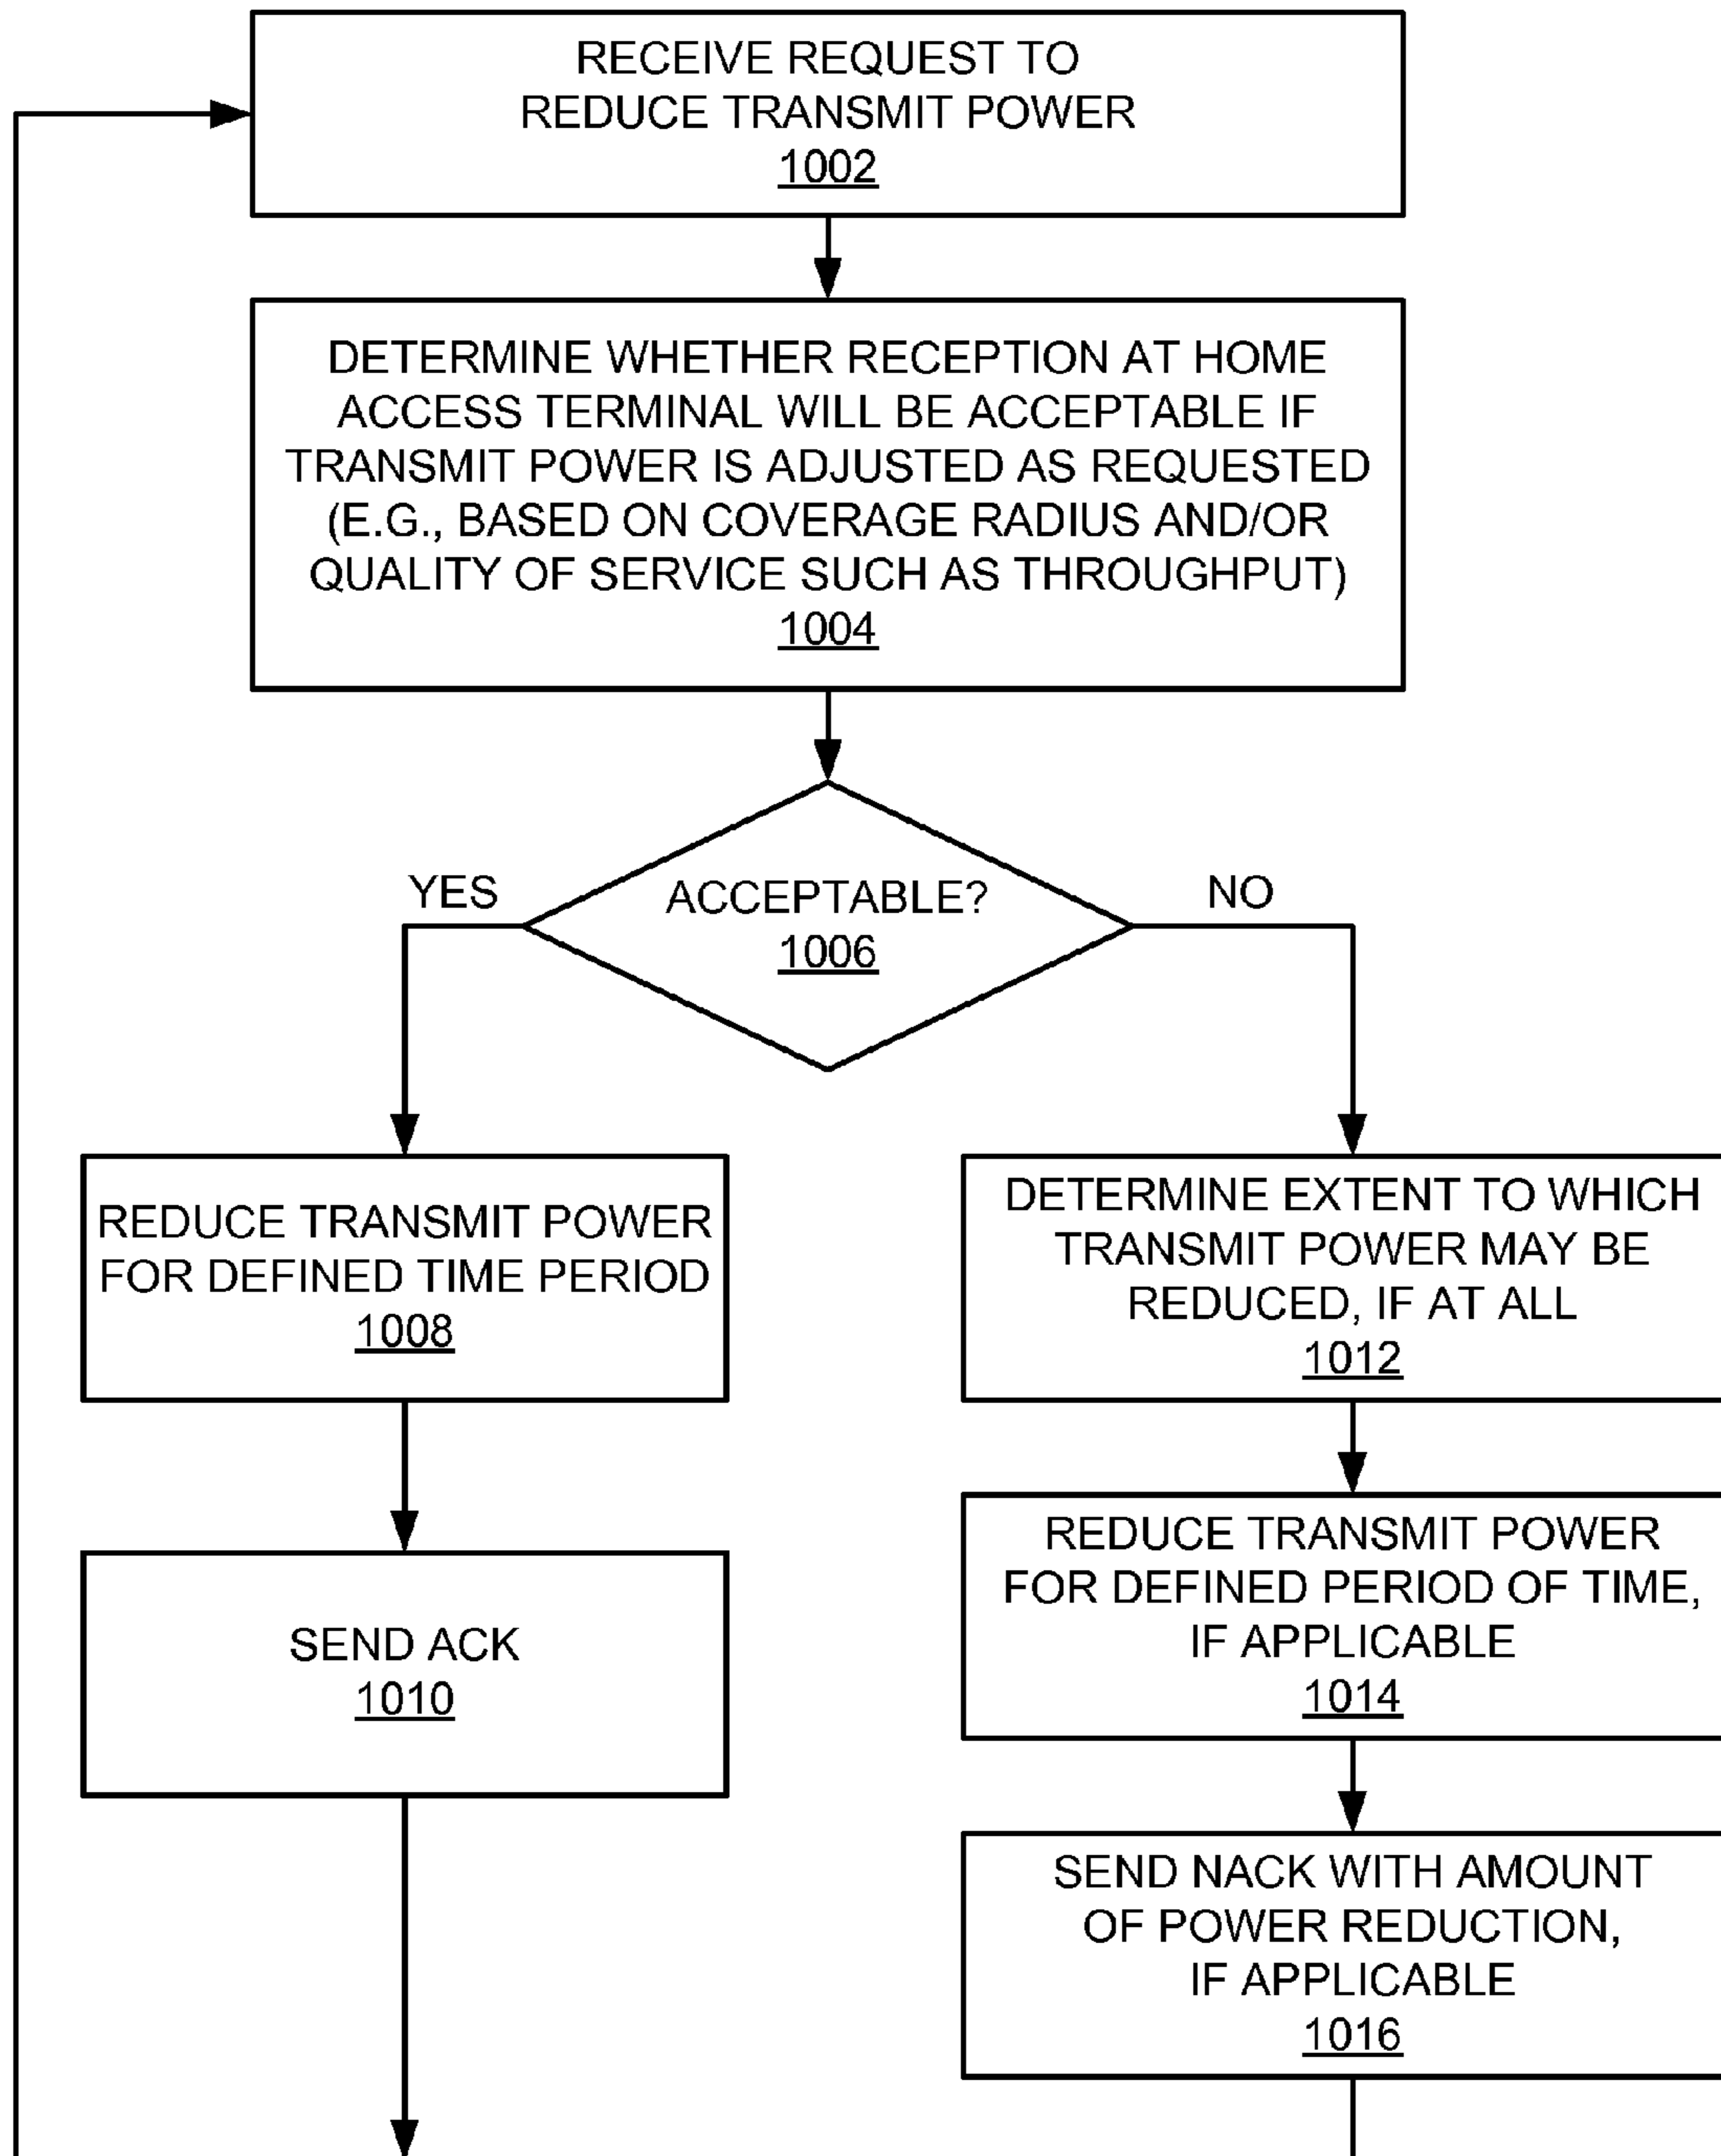 RECEIVE REQUEST TO
REDUCE TRANSMIT POWER
1002
DETERMINE WHETHER RECEPTION AT HOME
ACCESS TERMINAL WILL BE ACCEPTABLE IF
TRANSMIT POWER IS ADJUSTED AS REQUESTED
(E.G., BASED ON COVERAGE RADIUS AND/OR
QUALITY OF SERVICE SUCH AS THROUGHPUT)
1004
YES
ACCEPTABLE?
1006
NO
REDUCE TRANSMIT POWER
FOR DEFINED TIME PERIOD
1008
SEND ACK
1010
DETERMINE EXTENT TO WHICH
TRANSMIT POWER MAY BE
REDUCED, IF AT ALL
1012
REDUCE TRANSMIT POWER
FOR DEFINED PERIOD OF TIME,
IF APPLICABLE
1014
SEND NACK WITH AMOUNT
OF POWER REDUCTION,
IF APPLICABLE
1016